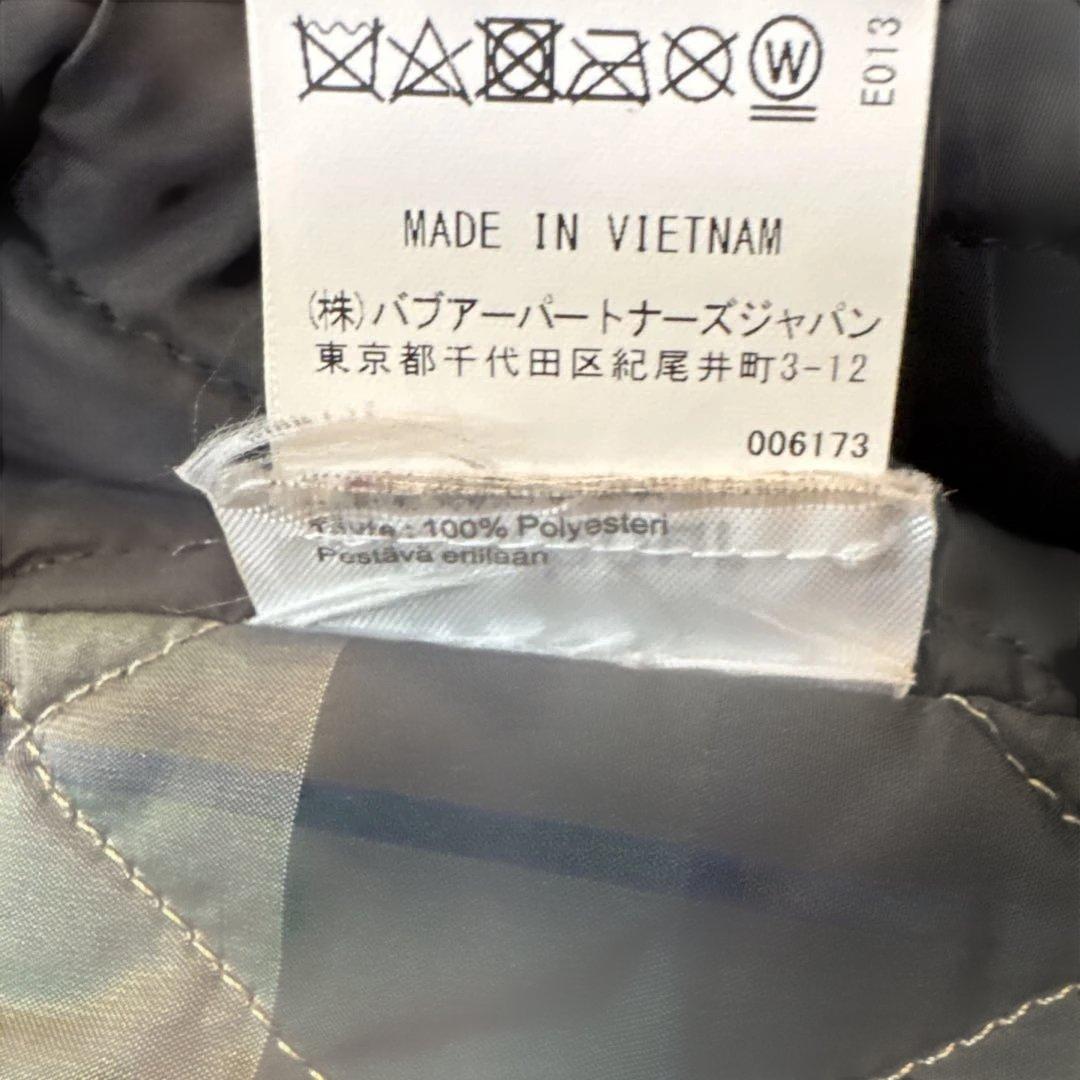 W
E013
MADE IN VIETNAM
(株)バブアーパートナーズジャパン
東京都千代田区紀尾井町3-12
006173
Täyte : 100% Polyesteri
Pestävä erillään